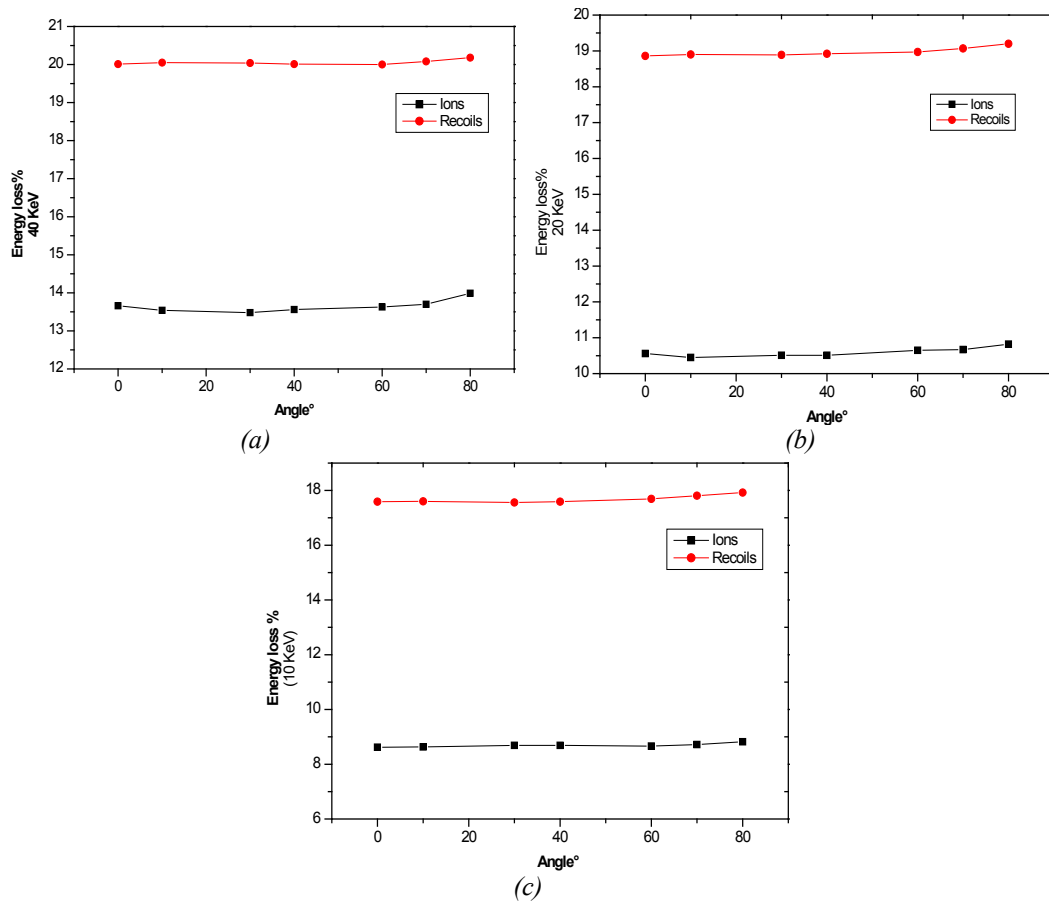 21
20
19
18
17
16
15
14
13
12
Energy loss%
40 KeV
Ions
Recoils
0 20 40 60 80
Angle°
(a)
20
19
18
17
16
15
14
13
12
11
10
Energy loss%
20 KeV
Ions
Recoils
0 20 40 60 80
Angle°
(b)
18
16
14
12
10
8
6
Energy loss %
(10 KeV)
Ions
Recoils
0 20 40 60 80
Angle°
(c)